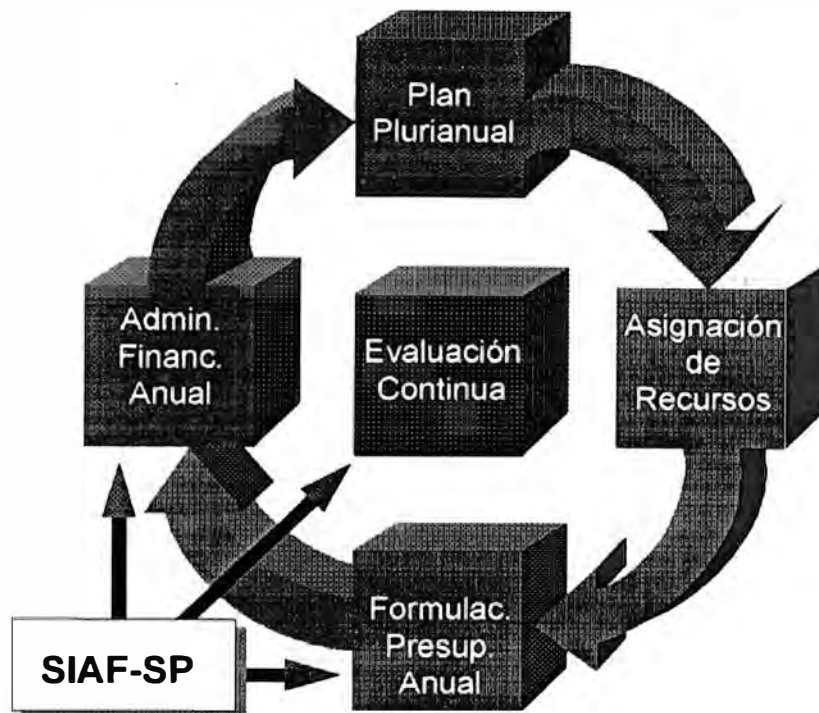 Plan
Plurianual
Admin.
Financ.
Anual
Evaluación
Continua
Asignación
de
Recursos
Formulac.
Presup.
Anual
SIAF-SP